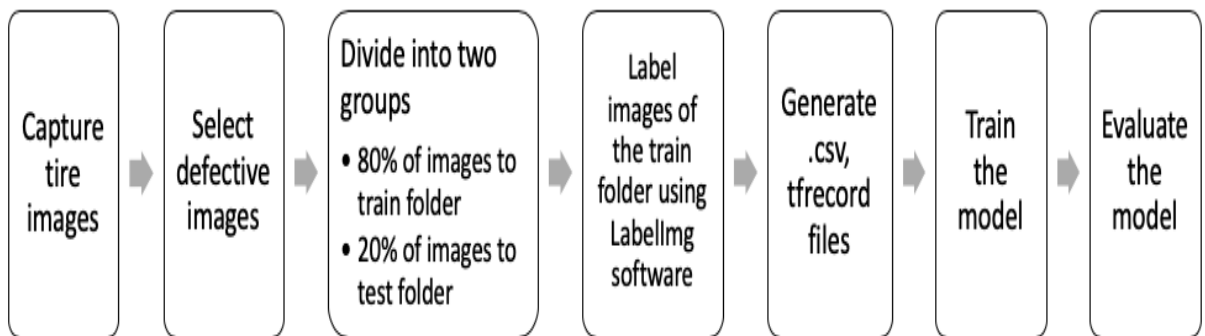 Capture
tire
images
Select
defective
images
Divide into two
groups
• 80% of images to
train folder
• 20% of images to
test folder
Label
images of
the train
folder using
LabelImg
software
Generate
.csv,
tfrecord
files
Train
the
model
Evaluate
the
model